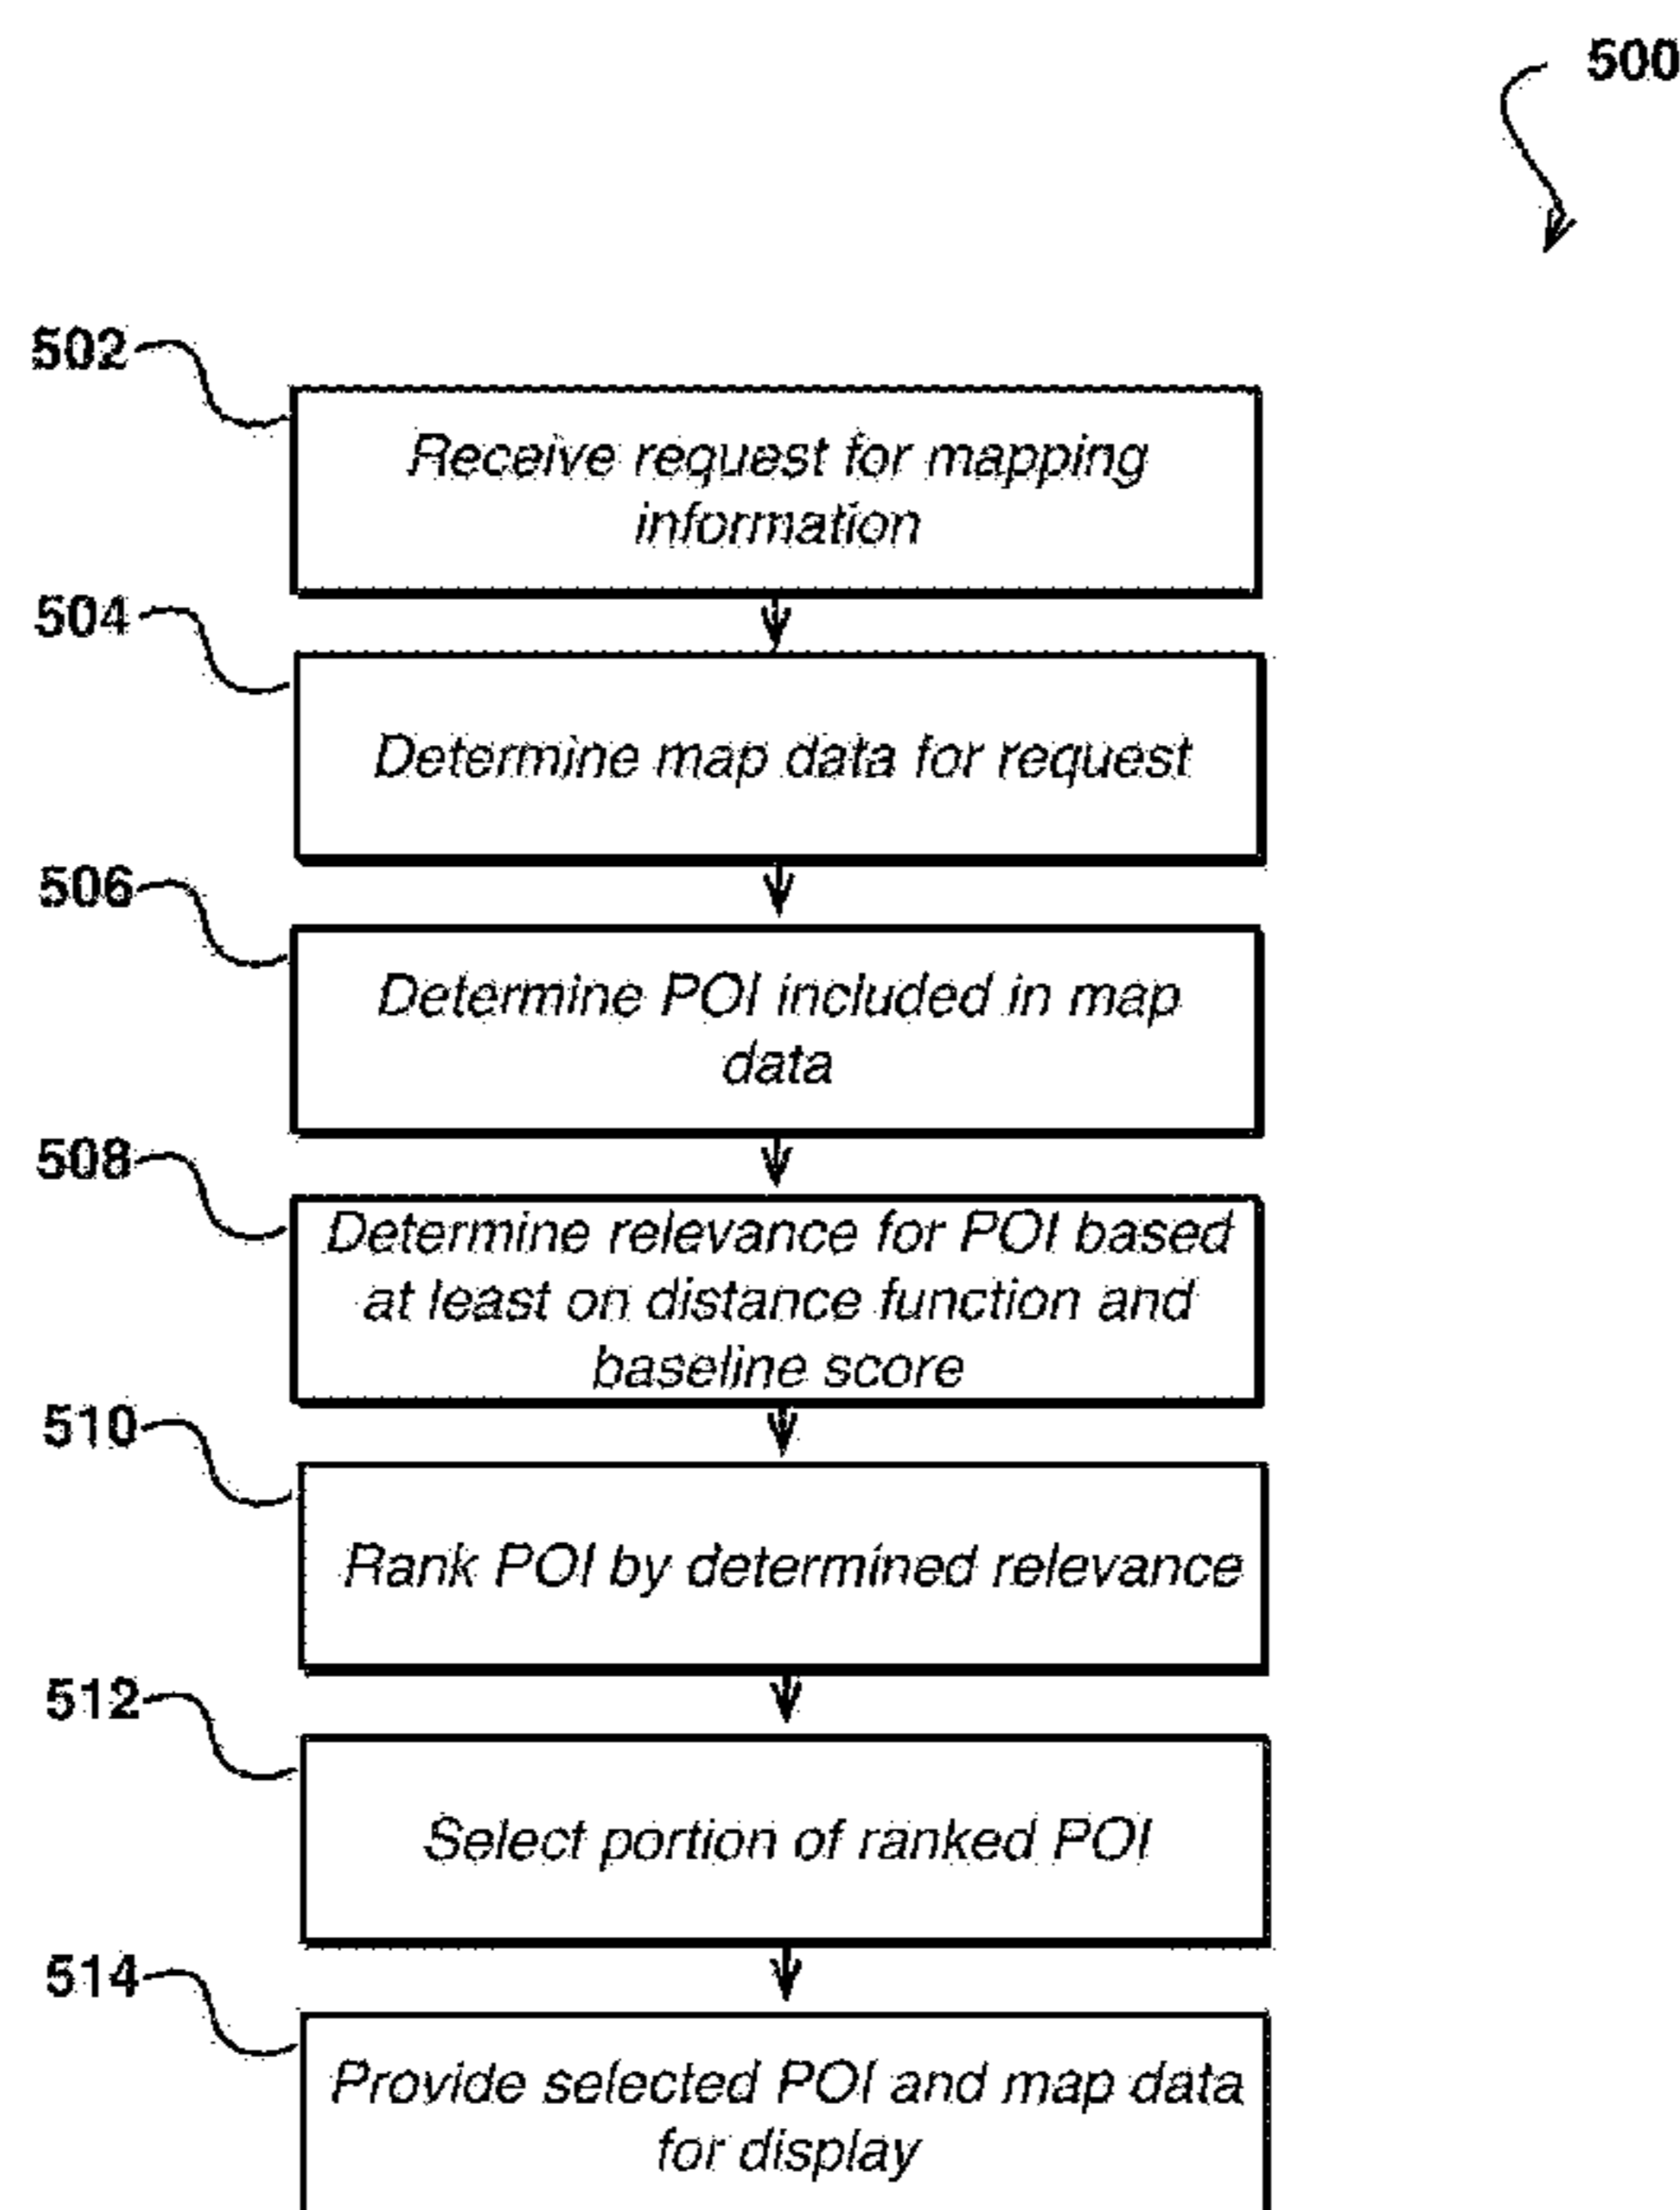 500
502
Receive request for mapping
information
504
Determine map data for request
506
Determine POI included in map
data
508
Determine relevance for POI based
at least on distance function and
baseline score
510
Rank POI by determined relevance
512
Select portion of ranked POI
514
Provide selected POI and map data
for display